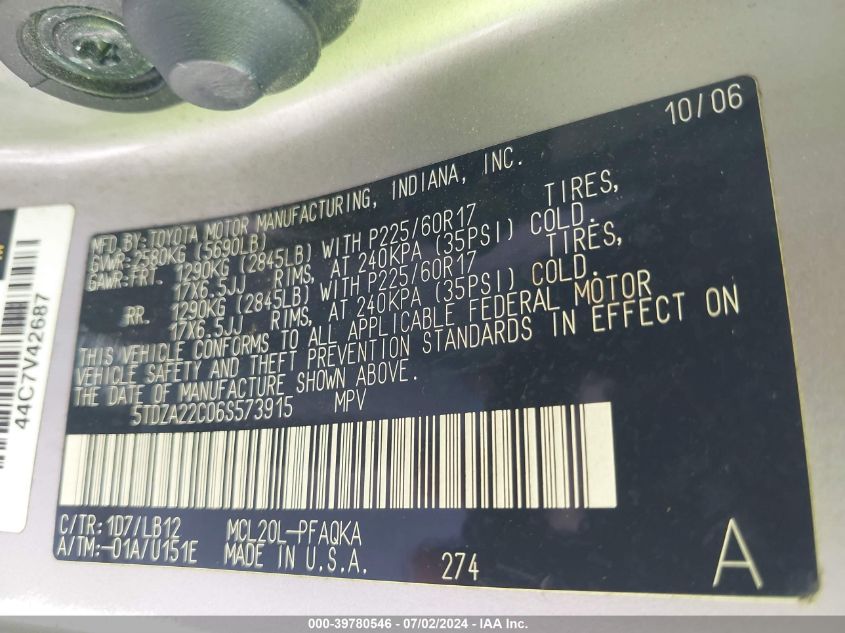 10/06
MFD. BY: TOYOTA MOTOR MANUFACTURING, INDIANA, INC.
GVWR: 2580KG (5690LB)
GAWR: FRT. 1290KG (2845LB) WITH P225/60R17 TIRES,
17X6.5JJ RIMS, AT 240KPA (35PSI) COLD.
RR. 1290KG (2845LB) WITH P225/60R17 TIRES,
17X6.5JJ RIMS, AT 240KPA (35PSI) COLD.
THIS VEHICLE CONFORMS TO ALL APPLICABLE FEDERAL MOTOR
VEHICLE SAFETY AND THEFT PREVENTION STANDARDS IN EFFECT ON
THE DATE OF MANUFACTURE SHOWN ABOVE.
5TDZA22C06S573915 MPV
C/TR: 1D7/LB12 MCL20L-PFAQKA
A/TM: -01A/U151E MADE IN U.S.A. 274 A
44C7V42687
000-39780546 - 07/02/2024 - IAA Inc.